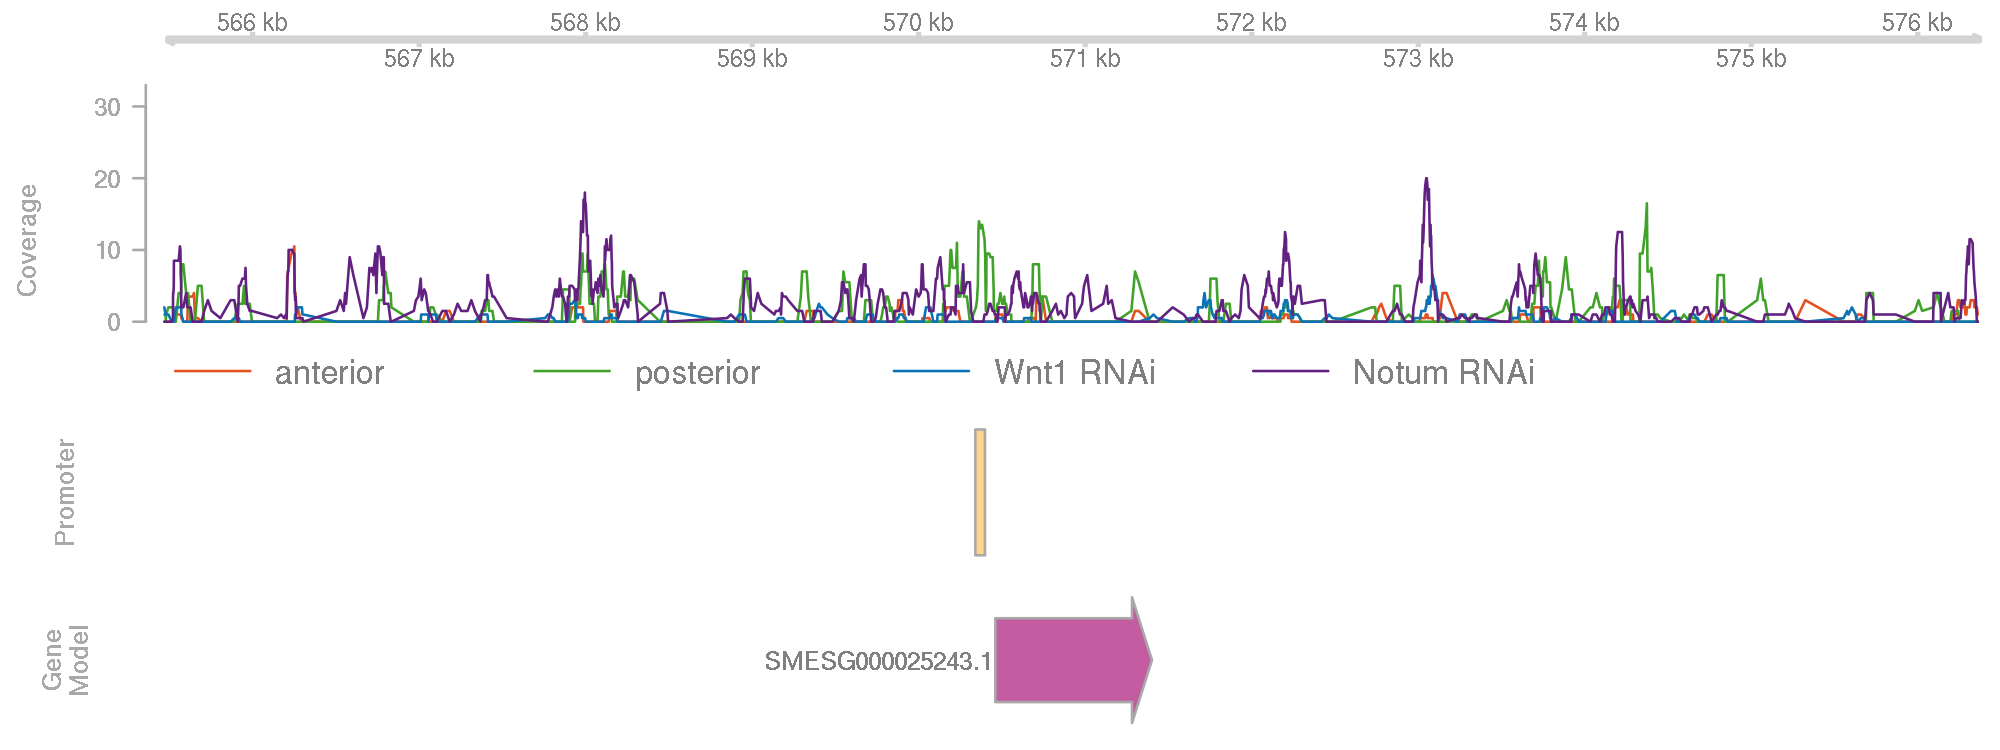 566 kb 568 kb 570 kb 572 kb 574 kb 576 kb
567 kb 569 kb 571 kb 573 kb 575 kb
Coverage
30
20
10
0
anterior posterior Wnt1 RNAi Notum RNAi
Promoter
Gene
Model
SMESG000025243.1